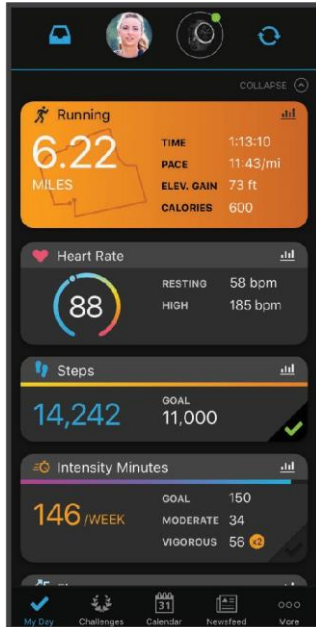 COLLAPSE
Running
6.22
MILES
TIME 1:13:10
PACE 11:43/mi
ELEV. GAIN 73 ft
CALORIES 600
Heart Rate
88
RESTING 58 bpm
HIGH 185 bpm
Steps
14,242
GOAL
11,000
Intensity Minutes
146 /WEEK
GOAL 150
MODERATE 34
VIGOROUS 56 x2
My Day
Challenges
31
Calendar
Newsfeed
More